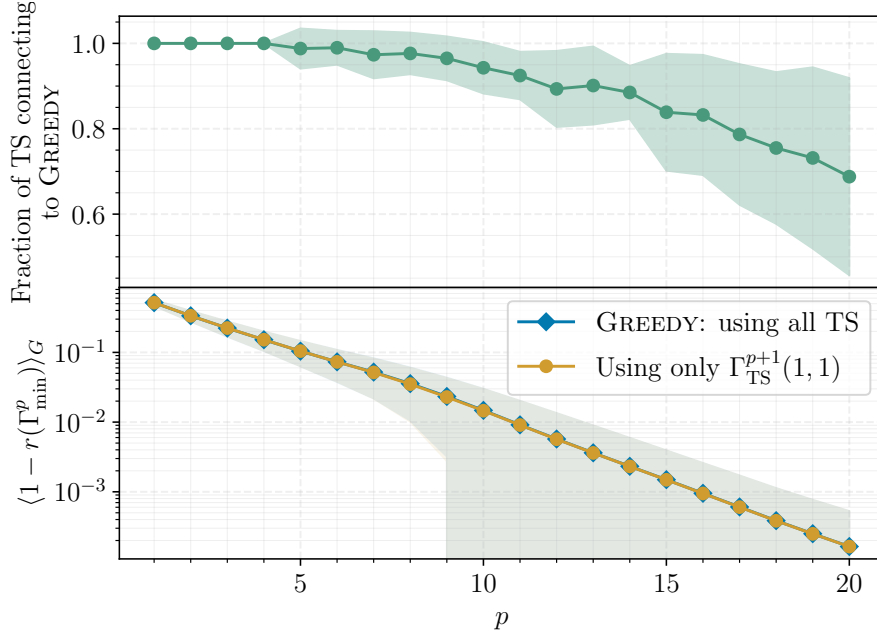 Fraction of TS connecting
to GREEDY
1.0
0.8
0.6
⟨1 − r(Γ^p_min)⟩_G
10^−1
10^−2
10^−3
GREEDY: using all TS
Using only Γ^{p+1}_TS(1, 1)
5
10
15
20
p